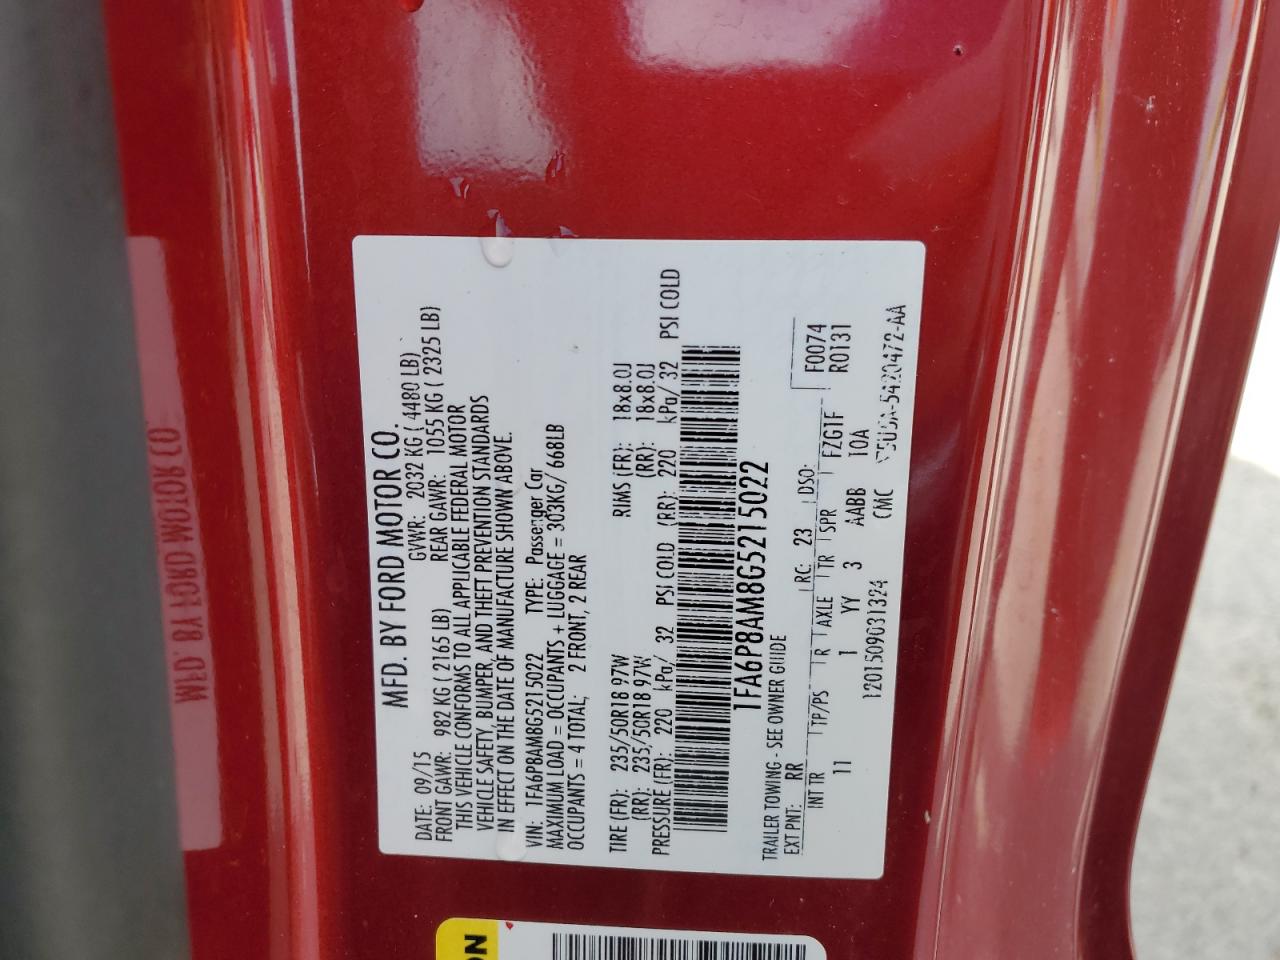 MFD. BY FORD MOTOR CO.
DATE: 09/15 GVWR: 2032 KG ( 4480 LB)
FRONT GAWR: 982 KG ( 2165 LB) REAR GAWR: 1055 KG ( 2325 LB)
THIS VEHICLE CONFORMS TO ALL APPLICABLE FEDERAL MOTOR
VEHICLE SAFETY, BUMPER, AND THEFT PREVENTION STANDARDS
IN EFFECT ON THE DATE OF MANUFACTURE SHOWN ABOVE.
VIN: 1FA6P8AM8G5215022 TYPE: Passenger Car
MAXIMUM LOAD = OCCUPANTS + LUGGAGE = 303KG/ 668LB
OCCUPANTS = 4 TOTAL; 2 FRONT, 2 REAR
TIRE (FR): 235/50R18 97W RIMS (FR): 18x8.0J
(RR): 235/50R18 97W (RR): 18x8.0J
PRESSURE (FR): 220 kPa/ 32 PSI COLD (RR): 220 kPa/ 32 PSI COLD
1FA6P8AM8G5215022
TRAILER TOWING - SEE OWNER GUIDE
EXT PNT: RR RC: 23 DSO: F0074
INT TR TP/PS R AXLE TR SPR FZG1F R0131
11 1 YY 3 AABB 10A
1201509031324 CMC
MFD. BY FORD MOTOR CO.
ON